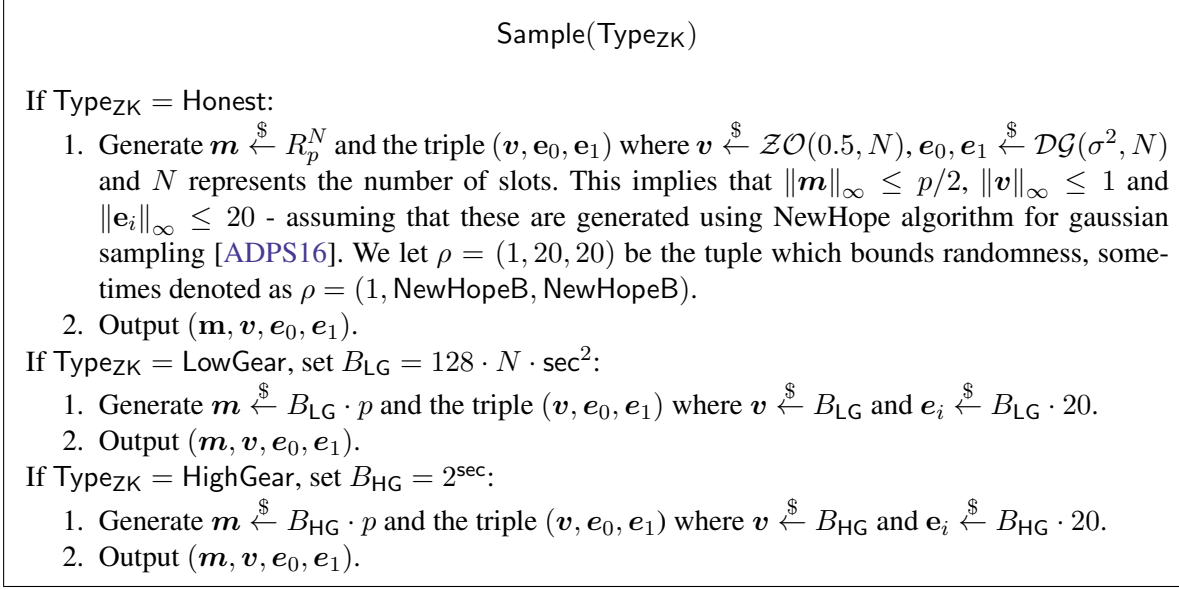 Sample(Type_ZK)
If Type_ZK = Honest:
1. Generate m ←$ R_p^N and the triple (v, e_0, e_1) where v ←$ ZO(0.5, N), e_0, e_1 ←$ DG(σ^2, N)
and N represents the number of slots. This implies that ‖m‖_∞ ≤ p/2, ‖v‖_∞ ≤ 1 and
‖e_i‖_∞ ≤ 20 - assuming that these are generated using NewHope algorithm for gaussian
sampling [ADPS16]. We let ρ = (1, 20, 20) be the tuple which bounds randomness, some-
times denoted as ρ = (1, NewHopeB, NewHopeB).
2. Output (m, v, e_0, e_1).
If Type_ZK = LowGear, set B_LG = 128 · N · sec^2:
1. Generate m ←$ B_LG · p and the triple (v, e_0, e_1) where v ←$ B_LG and e_i ←$ B_LG · 20.
2. Output (m, v, e_0, e_1).
If Type_ZK = HighGear, set B_HG = 2^sec:
1. Generate m ←$ B_HG · p and the triple (v, e_0, e_1) where v ←$ B_HG and e_i ←$ B_HG · 20.
2. Output (m, v, e_0, e_1).